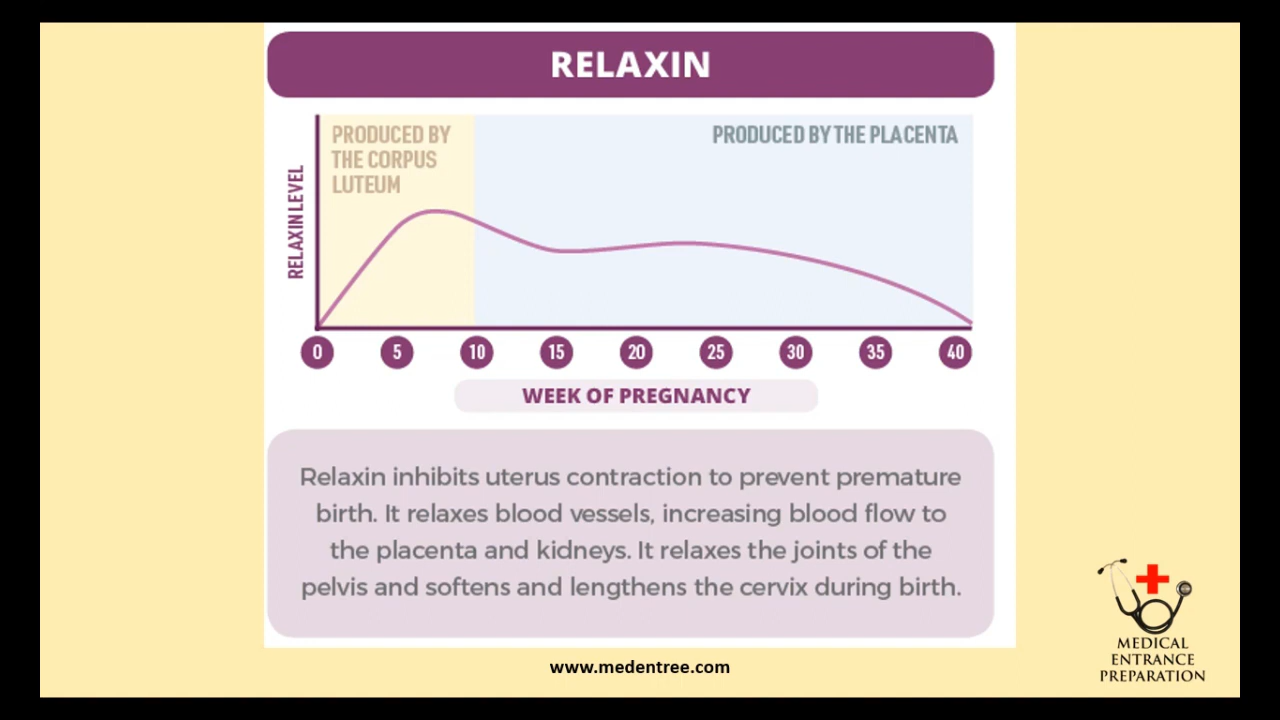 RELAXIN
PRODUCED BY
THE CORPUS
LUTEUM
PRODUCED BY THE PLACENTA
RELAXIN LEVEL
0 5 10 15 20 25 30 35 40
WEEK OF PREGNANCY
Relaxin inhibits uterus contraction to prevent premature
birth. It relaxes blood vessels, increasing blood flow to
the placenta and kidneys. It relaxes the joints of the
pelvis and softens and lengthens the cervix during birth.
www.medentree.com
MEDICAL
ENTRANCE
PREPARATION